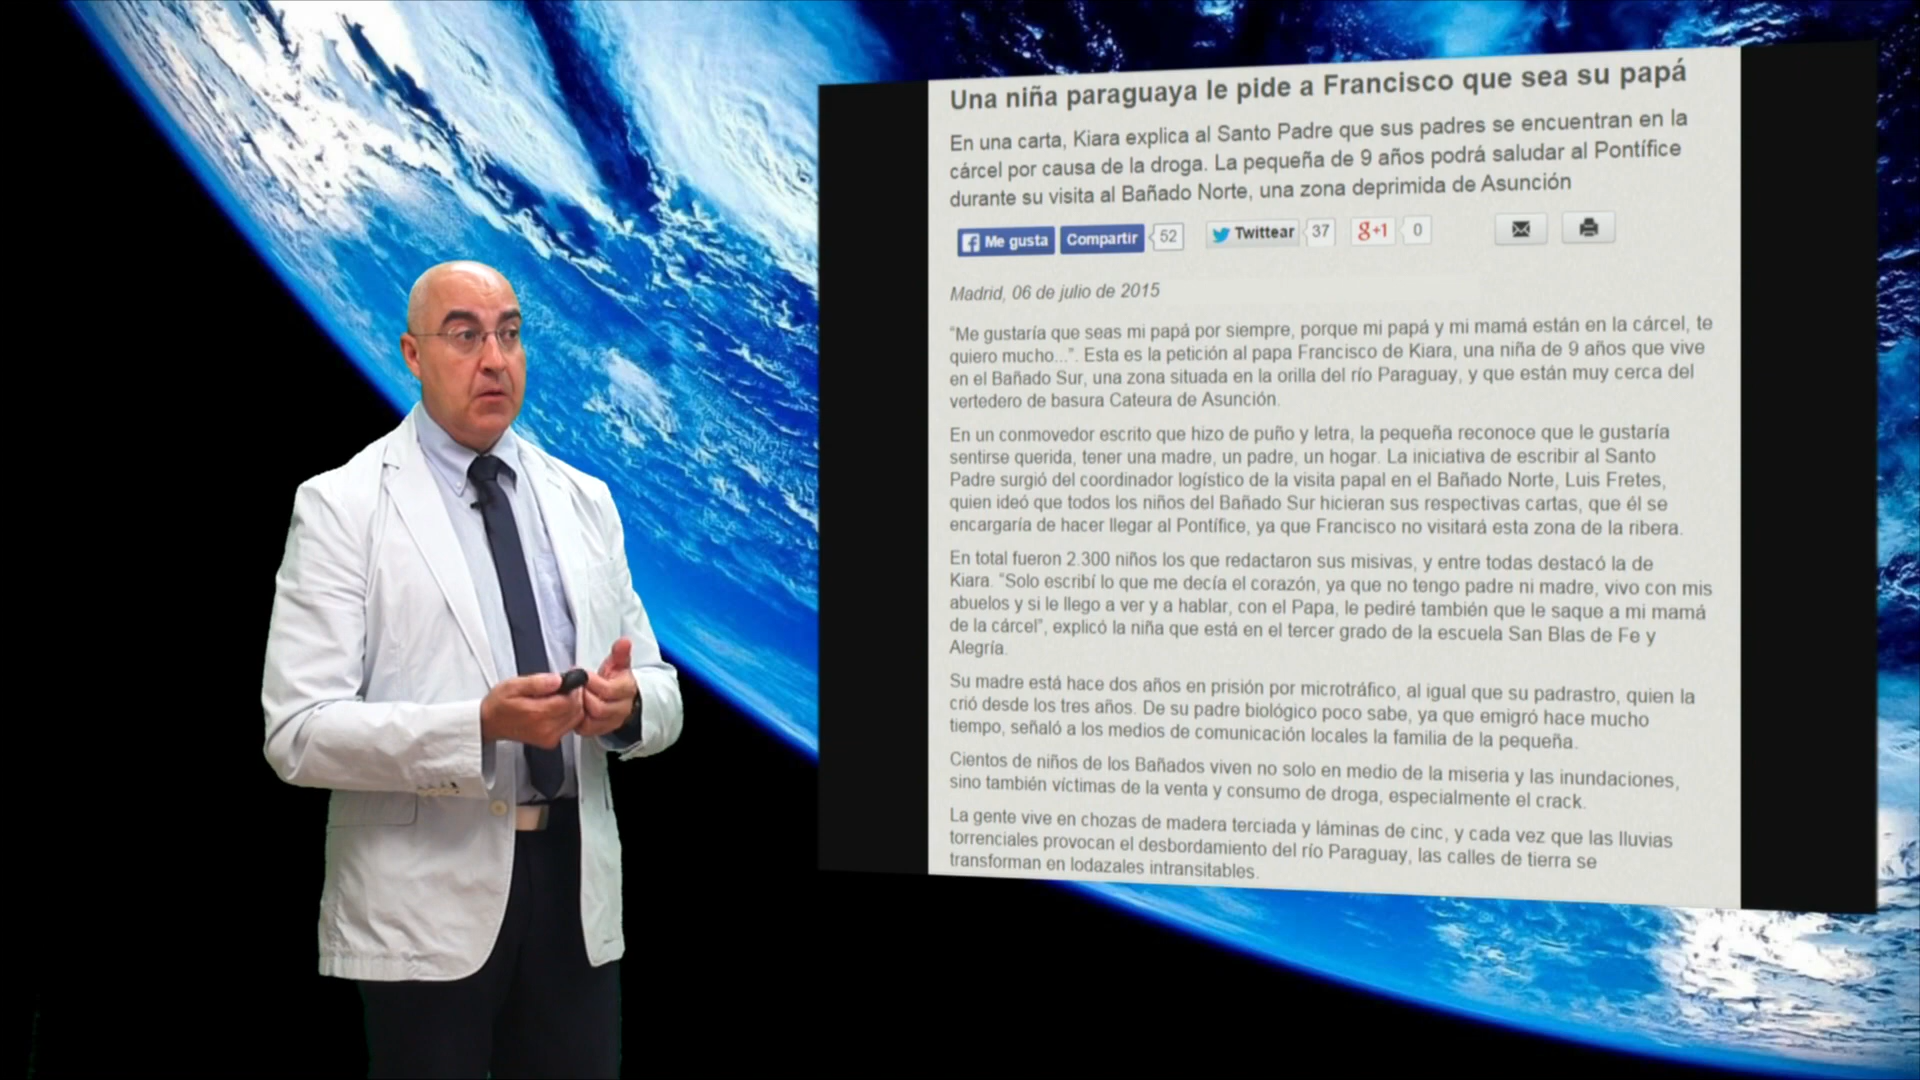 Una niña paraguaya le pide a Francisco que sea su papá
En una carta, Kiara explica al Santo Padre que sus padres se encuentran en la
cárcel por causa de la droga. La pequeña de 9 años podrá saludar al Pontífice
durante su visita al Bañado Norte, una zona deprimida de Asunción
Me gusta Compartir 52 Twittear 37 g+1 0
Madrid, 06 de julio de 2015
“Me gustaría que seas mi papá por siempre, porque mi papá y mi mamá están en la cárcel, te
quiero mucho...”. Esta es la petición al papa Francisco de Kiara, una niña de 9 años que vive
en el Bañado Sur, una zona situada en la orilla del río Paraguay, y que están muy cerca del
vertedero de basura Cateura de Asunción.
En un conmovedor escrito que hizo de puño y letra, la pequeña reconoce que le gustaría
sentirse querida, tener una madre, un padre, un hogar. La iniciativa de escribir al Santo
Padre surgió del coordinador logístico de la visita papal en el Bañado Norte, Luis Fretes,
quien ideó que todos los niños del Bañado Sur hicieran sus respectivas cartas, que él se
encargaría de hacer llegar al Pontífice, ya que Francisco no visitará esta zona de la ribera.
En total fueron 2.300 niños los que redactaron sus misivas, y entre todas destacó la de
Kiara. “Solo escribí lo que me decía el corazón, ya que no tengo padre ni madre, vivo con mis
abuelos y si le llego a ver y a hablar, con el Papa, le pediré también que le saque a mi mamá
de la cárcel”, explicó la niña que está en el tercer grado de la escuela San Blas de Fe y
Alegría.
Su madre está hace dos años en prisión por microtráfico, al igual que su padrastro, quien la
crió desde los tres años. De su padre biológico poco sabe, ya que emigró hace mucho
tiempo, señaló a los medios de comunicación locales la familia de la pequeña.
Cientos de niños de los Bañados viven no solo en medio de la miseria y las inundaciones,
sino también víctimas de la venta y consumo de droga, especialmente el crack.
La gente vive en chozas de madera terciada y láminas de cinc, y cada vez que las lluvias
torrenciales provocan el desbordamiento del río Paraguay, las calles de tierra se
transforman en lodazales intransitables.